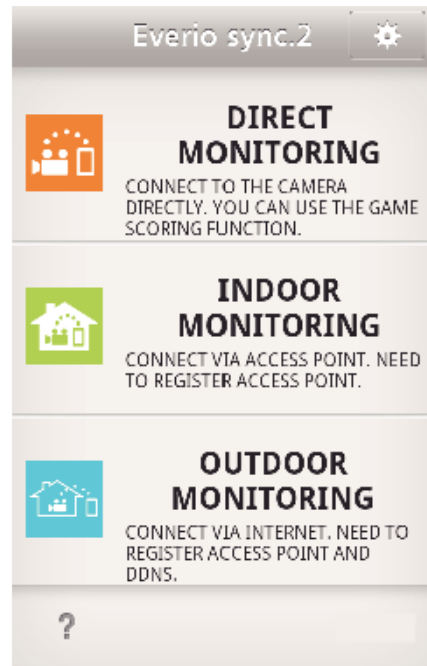 Everio sync.2
DIRECT
MONITORING
CONNECT TO THE CAMERA
DIRECTLY. YOU CAN USE THE GAME
SCORING FUNCTION.
INDOOR
MONITORING
CONNECT VIA ACCESS POINT. NEED
TO REGISTER ACCESS POINT.
OUTDOOR
MONITORING
CONNECT VIA INTERNET. NEED TO
REGISTER ACCESS POINT AND
DDNS.
?